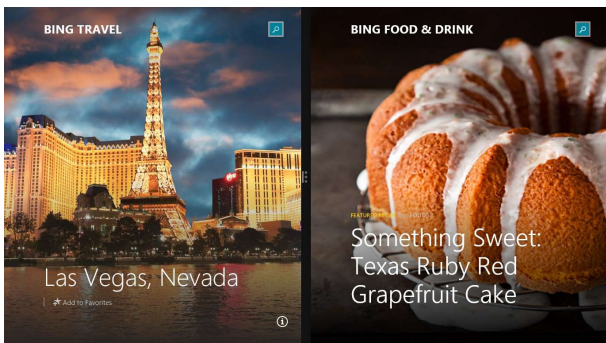 BING TRAVEL
Las Vegas, Nevada
Add to Favorites
BING FOOD & DRINK
Something Sweet:
Texas Ruby Red
Grapefruit Cake